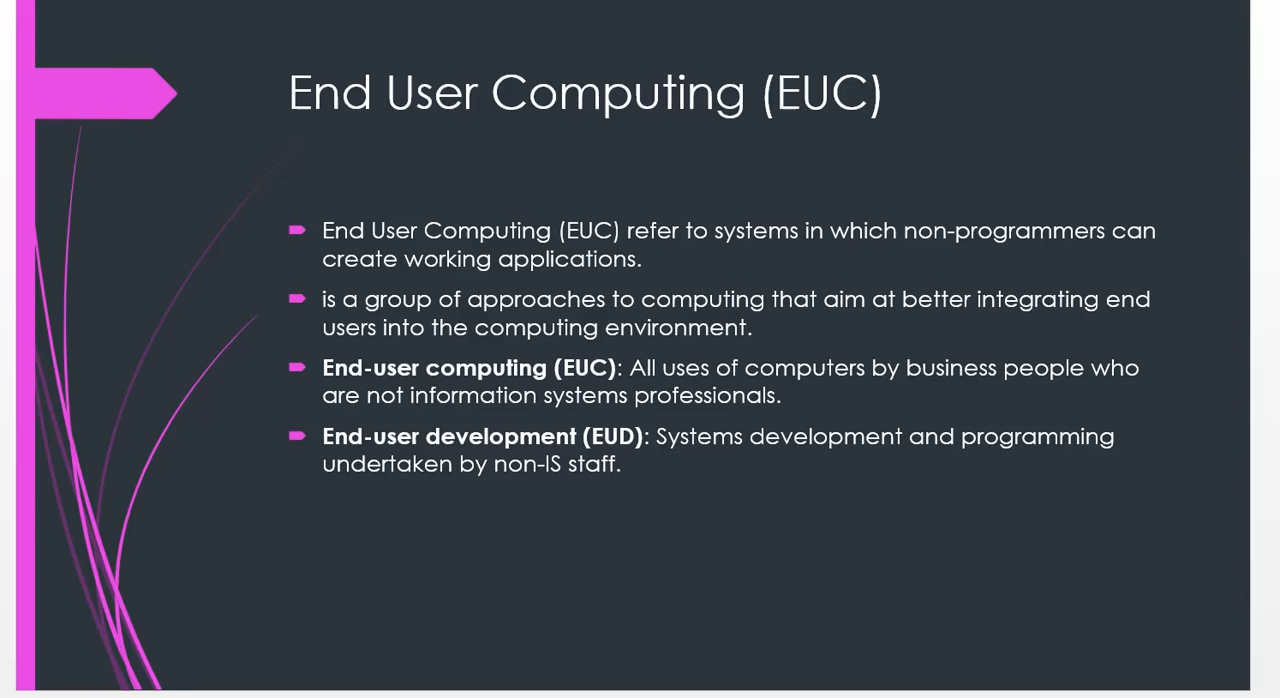 End User Computing (EUC)
End User Computing (EUC) refer to systems in which non-programmers can
create working applications.
is a group of approaches to computing that aim at better integrating end
users into the computing environment.
End-user computing (EUC): All uses of computers by business people who
are not information systems professionals.
End-user development (EUD): Systems development and programming
undertaken by non-IS staff.